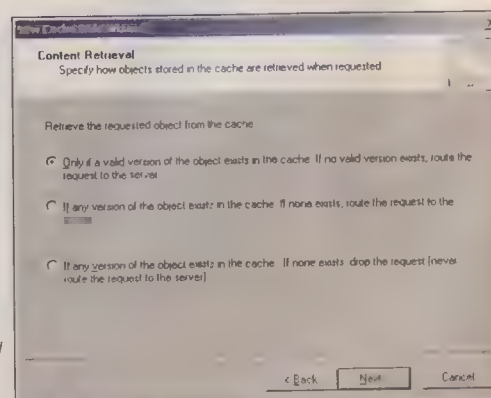 New Cache Rule Wizard
Content Retrieval
Specify how objects stored in the cache are retrieved when requested
Retrieve the requested object from the cache
Only if a valid version of the object exists in the cache If no valid version exists, route the
request to the server
If any version of the object exists in the cache If none exists, route the request to the
If any version of the object exists in the cache If none exists drop the request [never
route the request to the server]
< Back
Next
Cancel